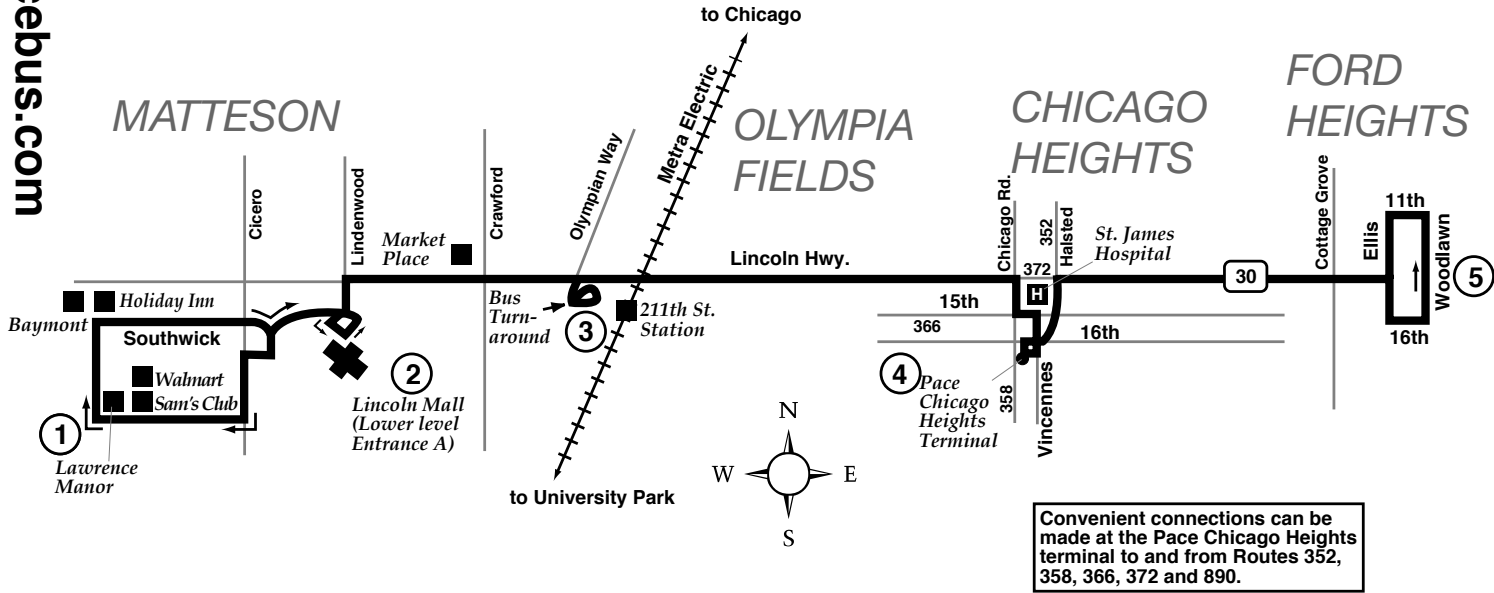 cebus.com
to Chicago
MATTESON
Metra Electric
OLYMPIA
FIELDS
CHICAGO
HEIGHTS
FORD
HEIGHTS
Cicero
Lindenwood
Crawford
Olympian Way
Chicago Rd.
352
Halsted
Cottage Grove
11th
Ellis
Woodlawn
5
16th
Market
Place
Lincoln Hwy.
372
St. James
Hospital
H
30
Holiday Inn
Baymont
Southwick
Walmart
Sam's Club
1
Lawrence
Manor
2
Lincoln Mall
(Lower level
Entrance A)
Bus
Turn-
around
3
211th St.
Station
15th
366
16th
4
Pace
Chicago
Heights
Terminal
358
Vincennes
to University Park
N
W
E
S
Convenient connections can be
made at the Pace Chicago Heights
terminal to and from Routes 352,
358, 366, 372 and 890.